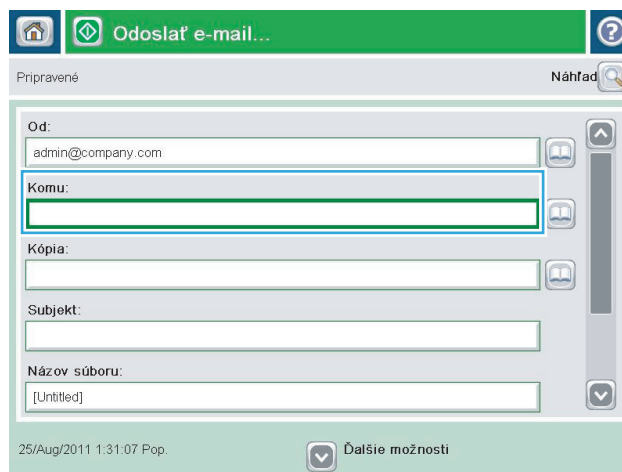 Odoslať e-mail...
Pripravené
Náhľad
Od:
admin@company.com
Komu:
Kópia:
Subjekt:
Názov súboru:
[Untitled]
25/Aug/2011 1:31:07 Pop.
Ďalšie možnosti